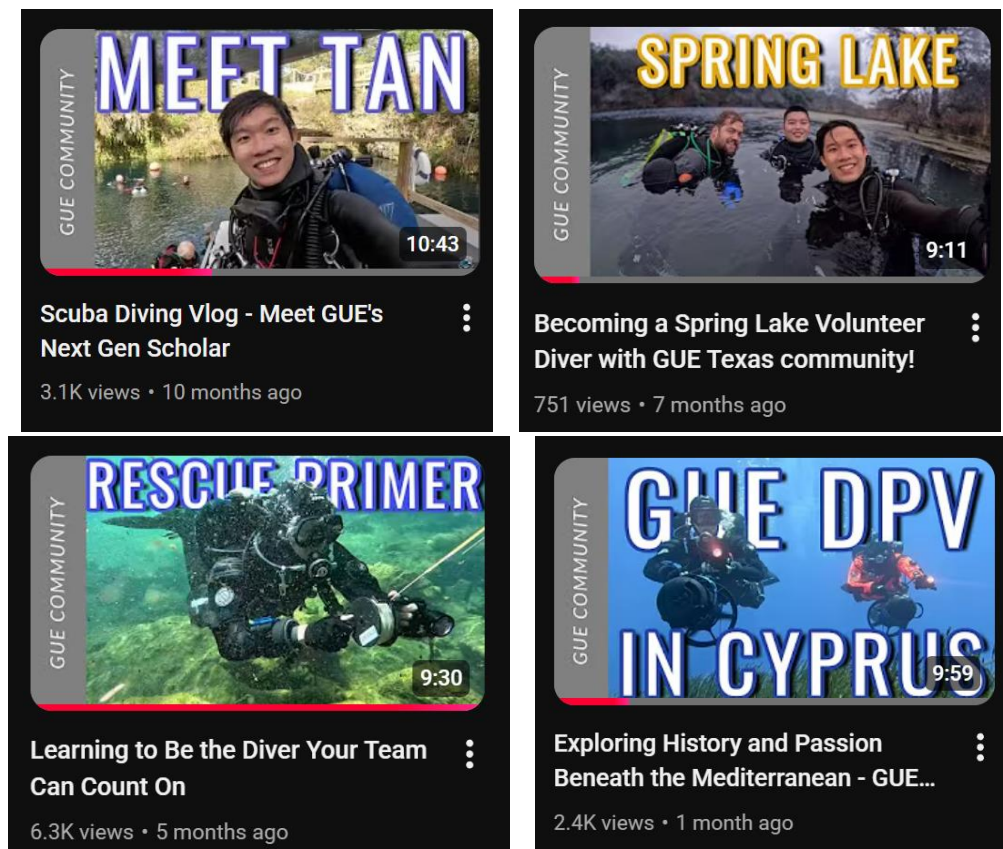 GUE COMMUNITY
MEET TAN
10:43
Scuba Diving Vlog - Meet GUE's
Next Gen Scholar
3.1K views • 10 months ago
GUE COMMUNITY
SPRING LAKE
9:11
Becoming a Spring Lake Volunteer
Diver with GUE Texas community!
751 views • 7 months ago
GUE COMMUNITY
RESCUE PRIMER
9:30
Learning to Be the Diver Your Team
Can Count On
6.3K views • 5 months ago
GUE COMMUNITY
GUE DPV
IN CYPRUS
9:59
Exploring History and Passion
Beneath the Mediterranean - GUE...
2.4K views • 1 month ago